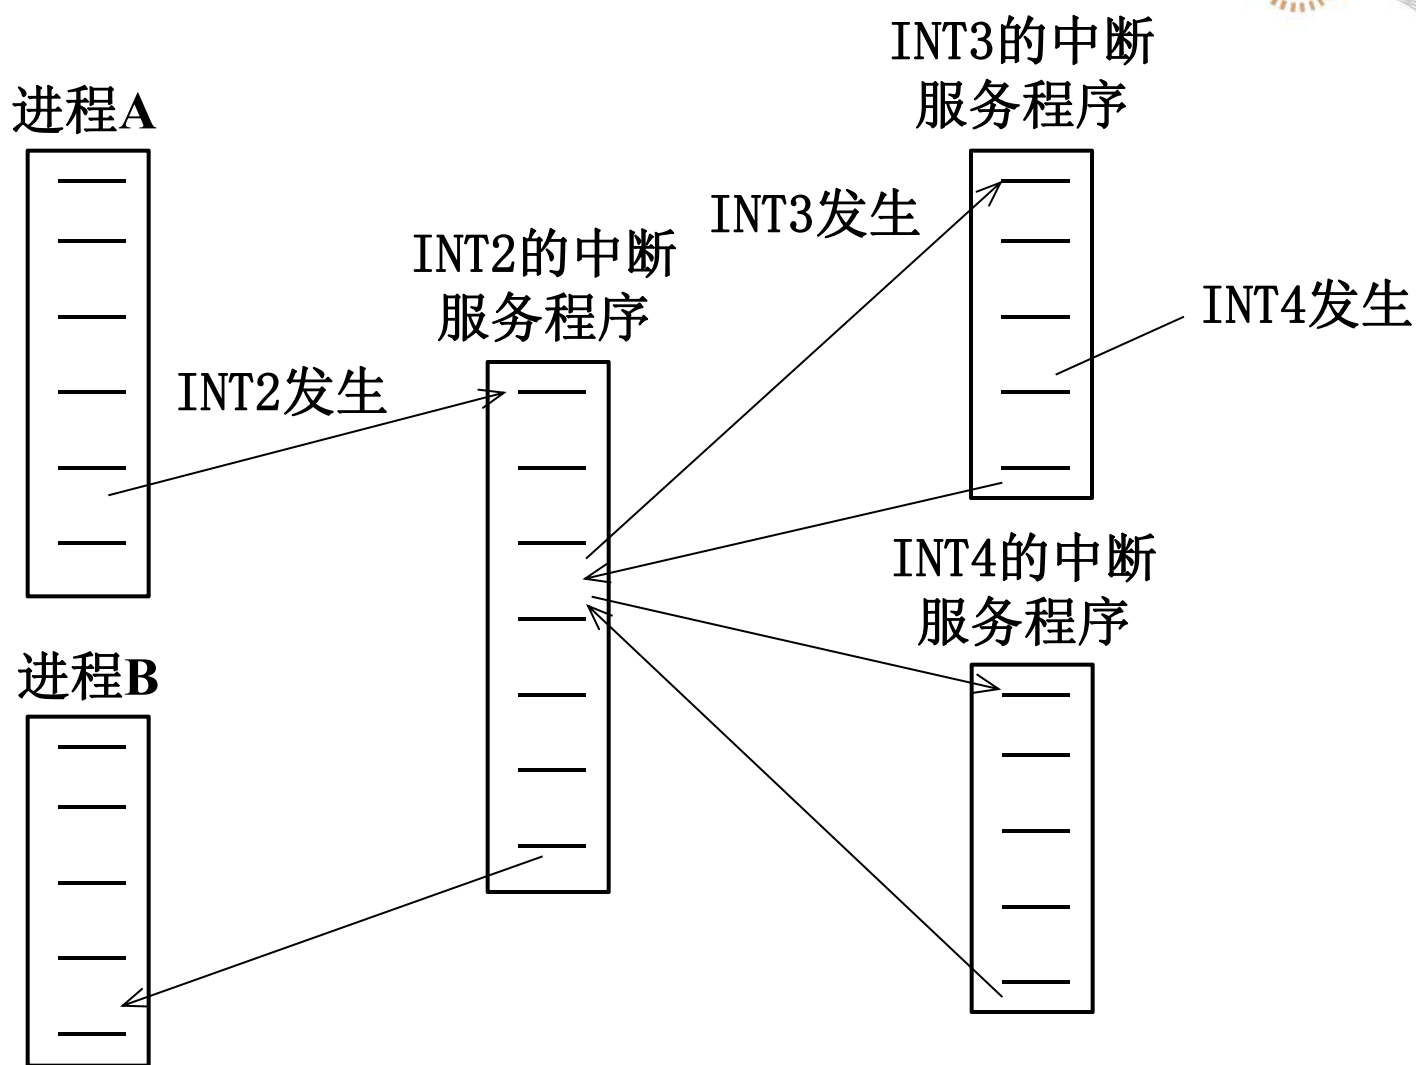 INT3的中断
服务程序
进程A
INT3发生
INT2的中断
服务程序
INT4发生
INT2发生
INT4的中断
服务程序
进程B